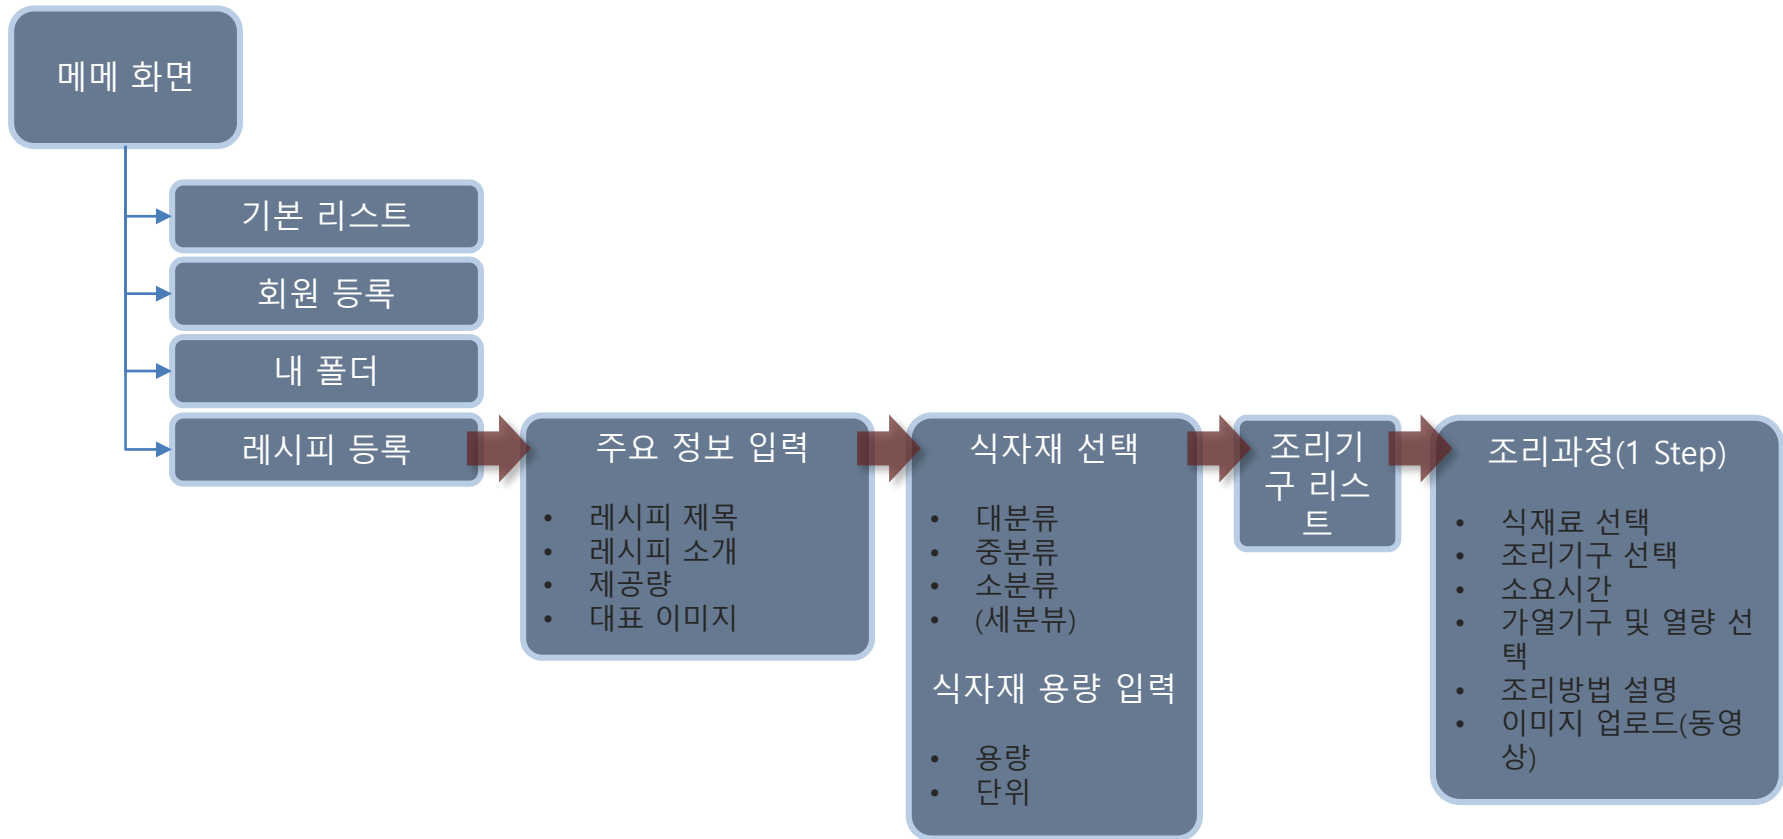 메메 화면
기본 리스트
회원 등록
내 폴더
레시피 등록
주요 정보 입력
• 레시피 제목
• 레시피 소개
• 제공량
• 대표 이미지
식자재 선택
• 대분류
• 중분류
• 소분류
• (세분뷰)
식자재 용량 입력
• 용량
• 단위
조리기
구 리스
트
조리과정(1 Step)
• 식재료 선택
• 조리기구 선택
• 소요시간
• 가열기구 및 열량 선
택
• 조리방법 설명
• 이미지 업로드(동영
상)